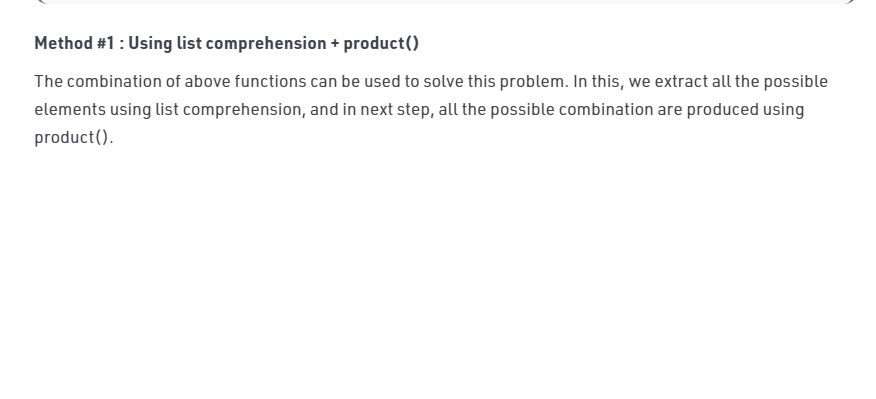 Method #1 : Using list comprehension + product()
The combination of above functions can be used to solve this problem. In this, we extract all the possible
elements using list comprehension, and in next step, all the possible combination are produced using
product().